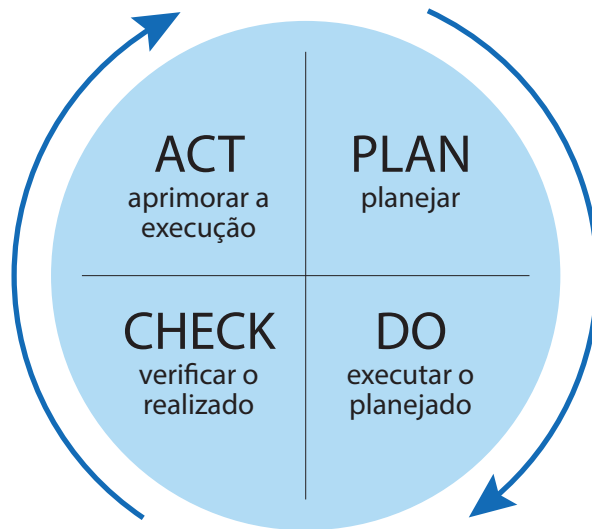 ACT
aprimorar a
execução
PLAN
planejar
CHECK
verificar o
realizado
DO
executar o
planejado